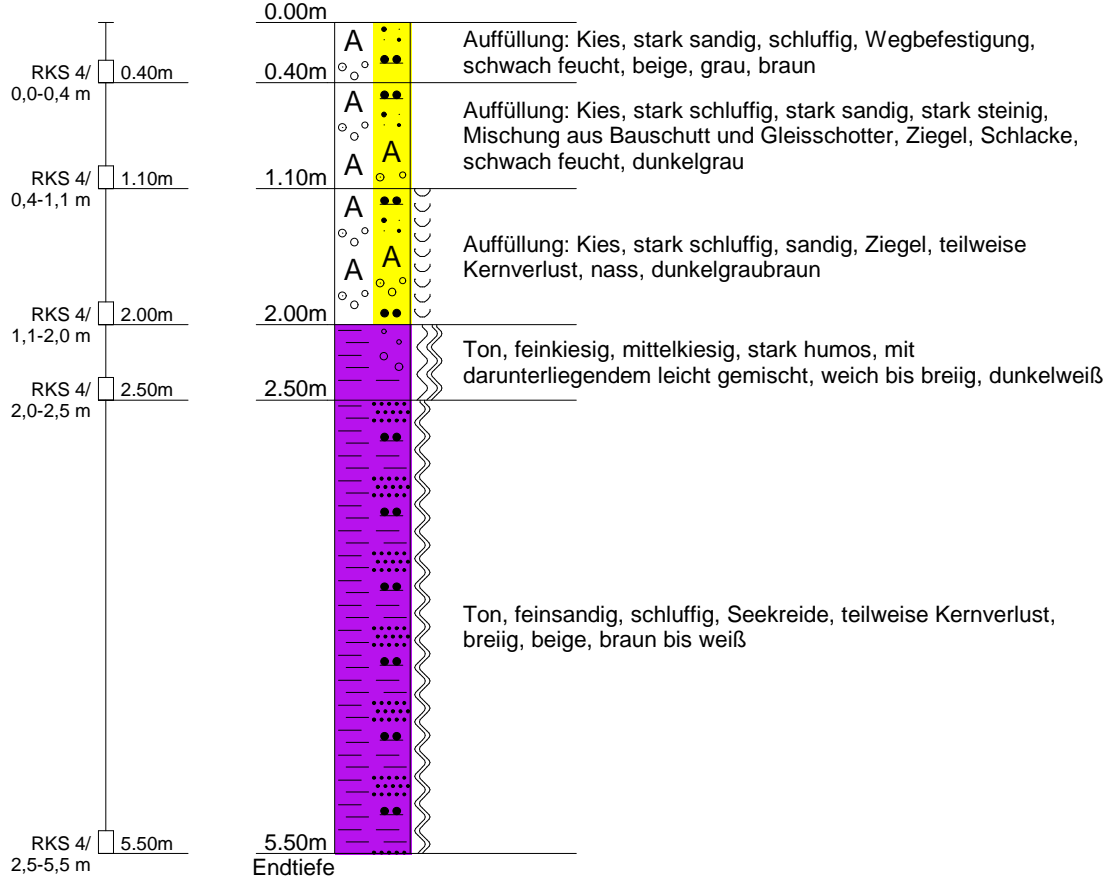 0.00m
A
Auffüllung: Kies, stark sandig, schluffig, Wegbefestigung,
schwach feucht, beige, grau, braun
RKS 4/ 0.40m
0,0-0,4 m
0.40m
A
A
A
Auffüllung: Kies, stark schluffig, stark sandig, stark steinig,
Mischung aus Bauschutt und Gleisschotter, Ziegel, Schlacke,
schwach feucht, dunkelgrau
RKS 4/ 1.10m
0,4-1,1 m
1.10m
A
A
A
Auffüllung: Kies, stark schluffig, sandig, Ziegel, teilweise
Kernverlust, nass, dunkelgraubraun
RKS 4/ 2.00m
1,1-2,0 m
2.00m
Ton, feinkiesig, mittelkiesig, stark humos, mit
darunterliegendem leicht gemischt, weich bis breiig, dunkelweiß
RKS 4/ 2.50m
2,0-2,5 m
2.50m
Ton, feinsandig, schluffig, Seekreide, teilweise Kernverlust,
breiig, beige, braun bis weiß
RKS 4/ 5.50m
2,5-5,5 m
5.50m
Endtiefe